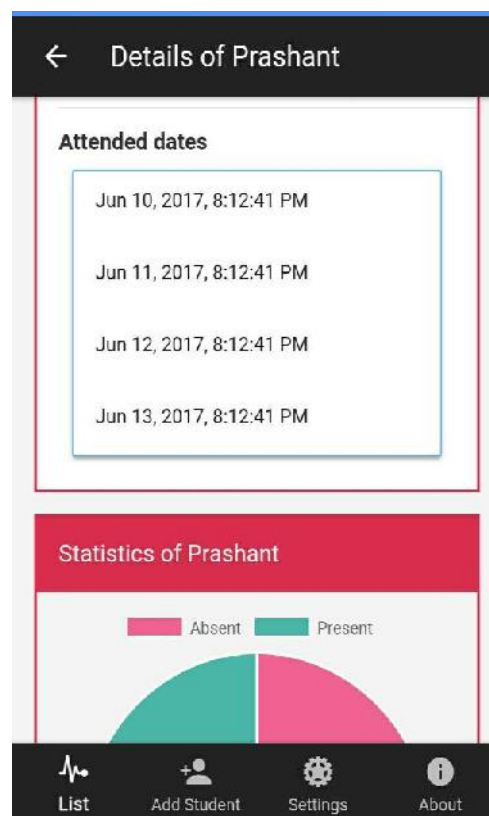 Details of Prashant
Attended dates
Jun 10, 2017, 8:12:41 PM
Jun 11, 2017, 8:12:41 PM
Jun 12, 2017, 8:12:41 PM
Jun 13, 2017, 8:12:41 PM
Statistics of Prashant
Absent Present
List Add Student Settings About